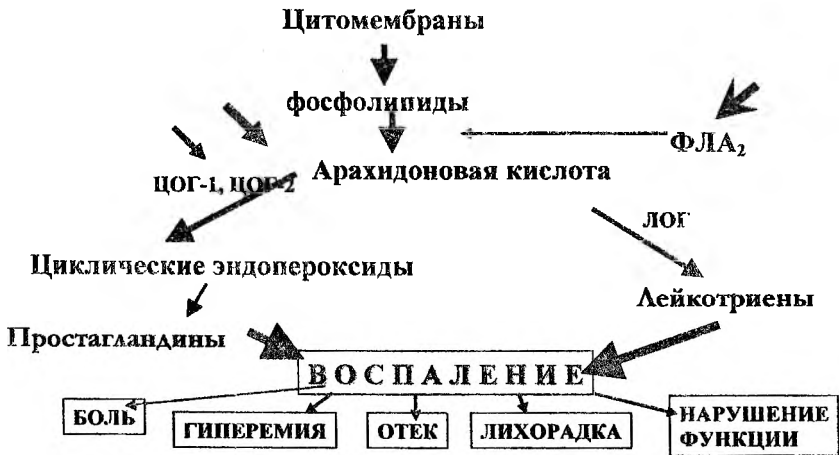 Цитомембраны
фосфолипиды
ФЛА₂
Арахидоновая кислота
ЦОГ-1, ЦОГ-2
ЛОГ
Циклические эндопероксиды
Лейкотриены
Простагландины
ВОСПАЛЕНИЕ
БОЛЬ
ГИПЕРЕМИЯ
ОТЕК
ЛИХОРАДКА
НАРУШЕНИЕ
ФУНКЦИИ